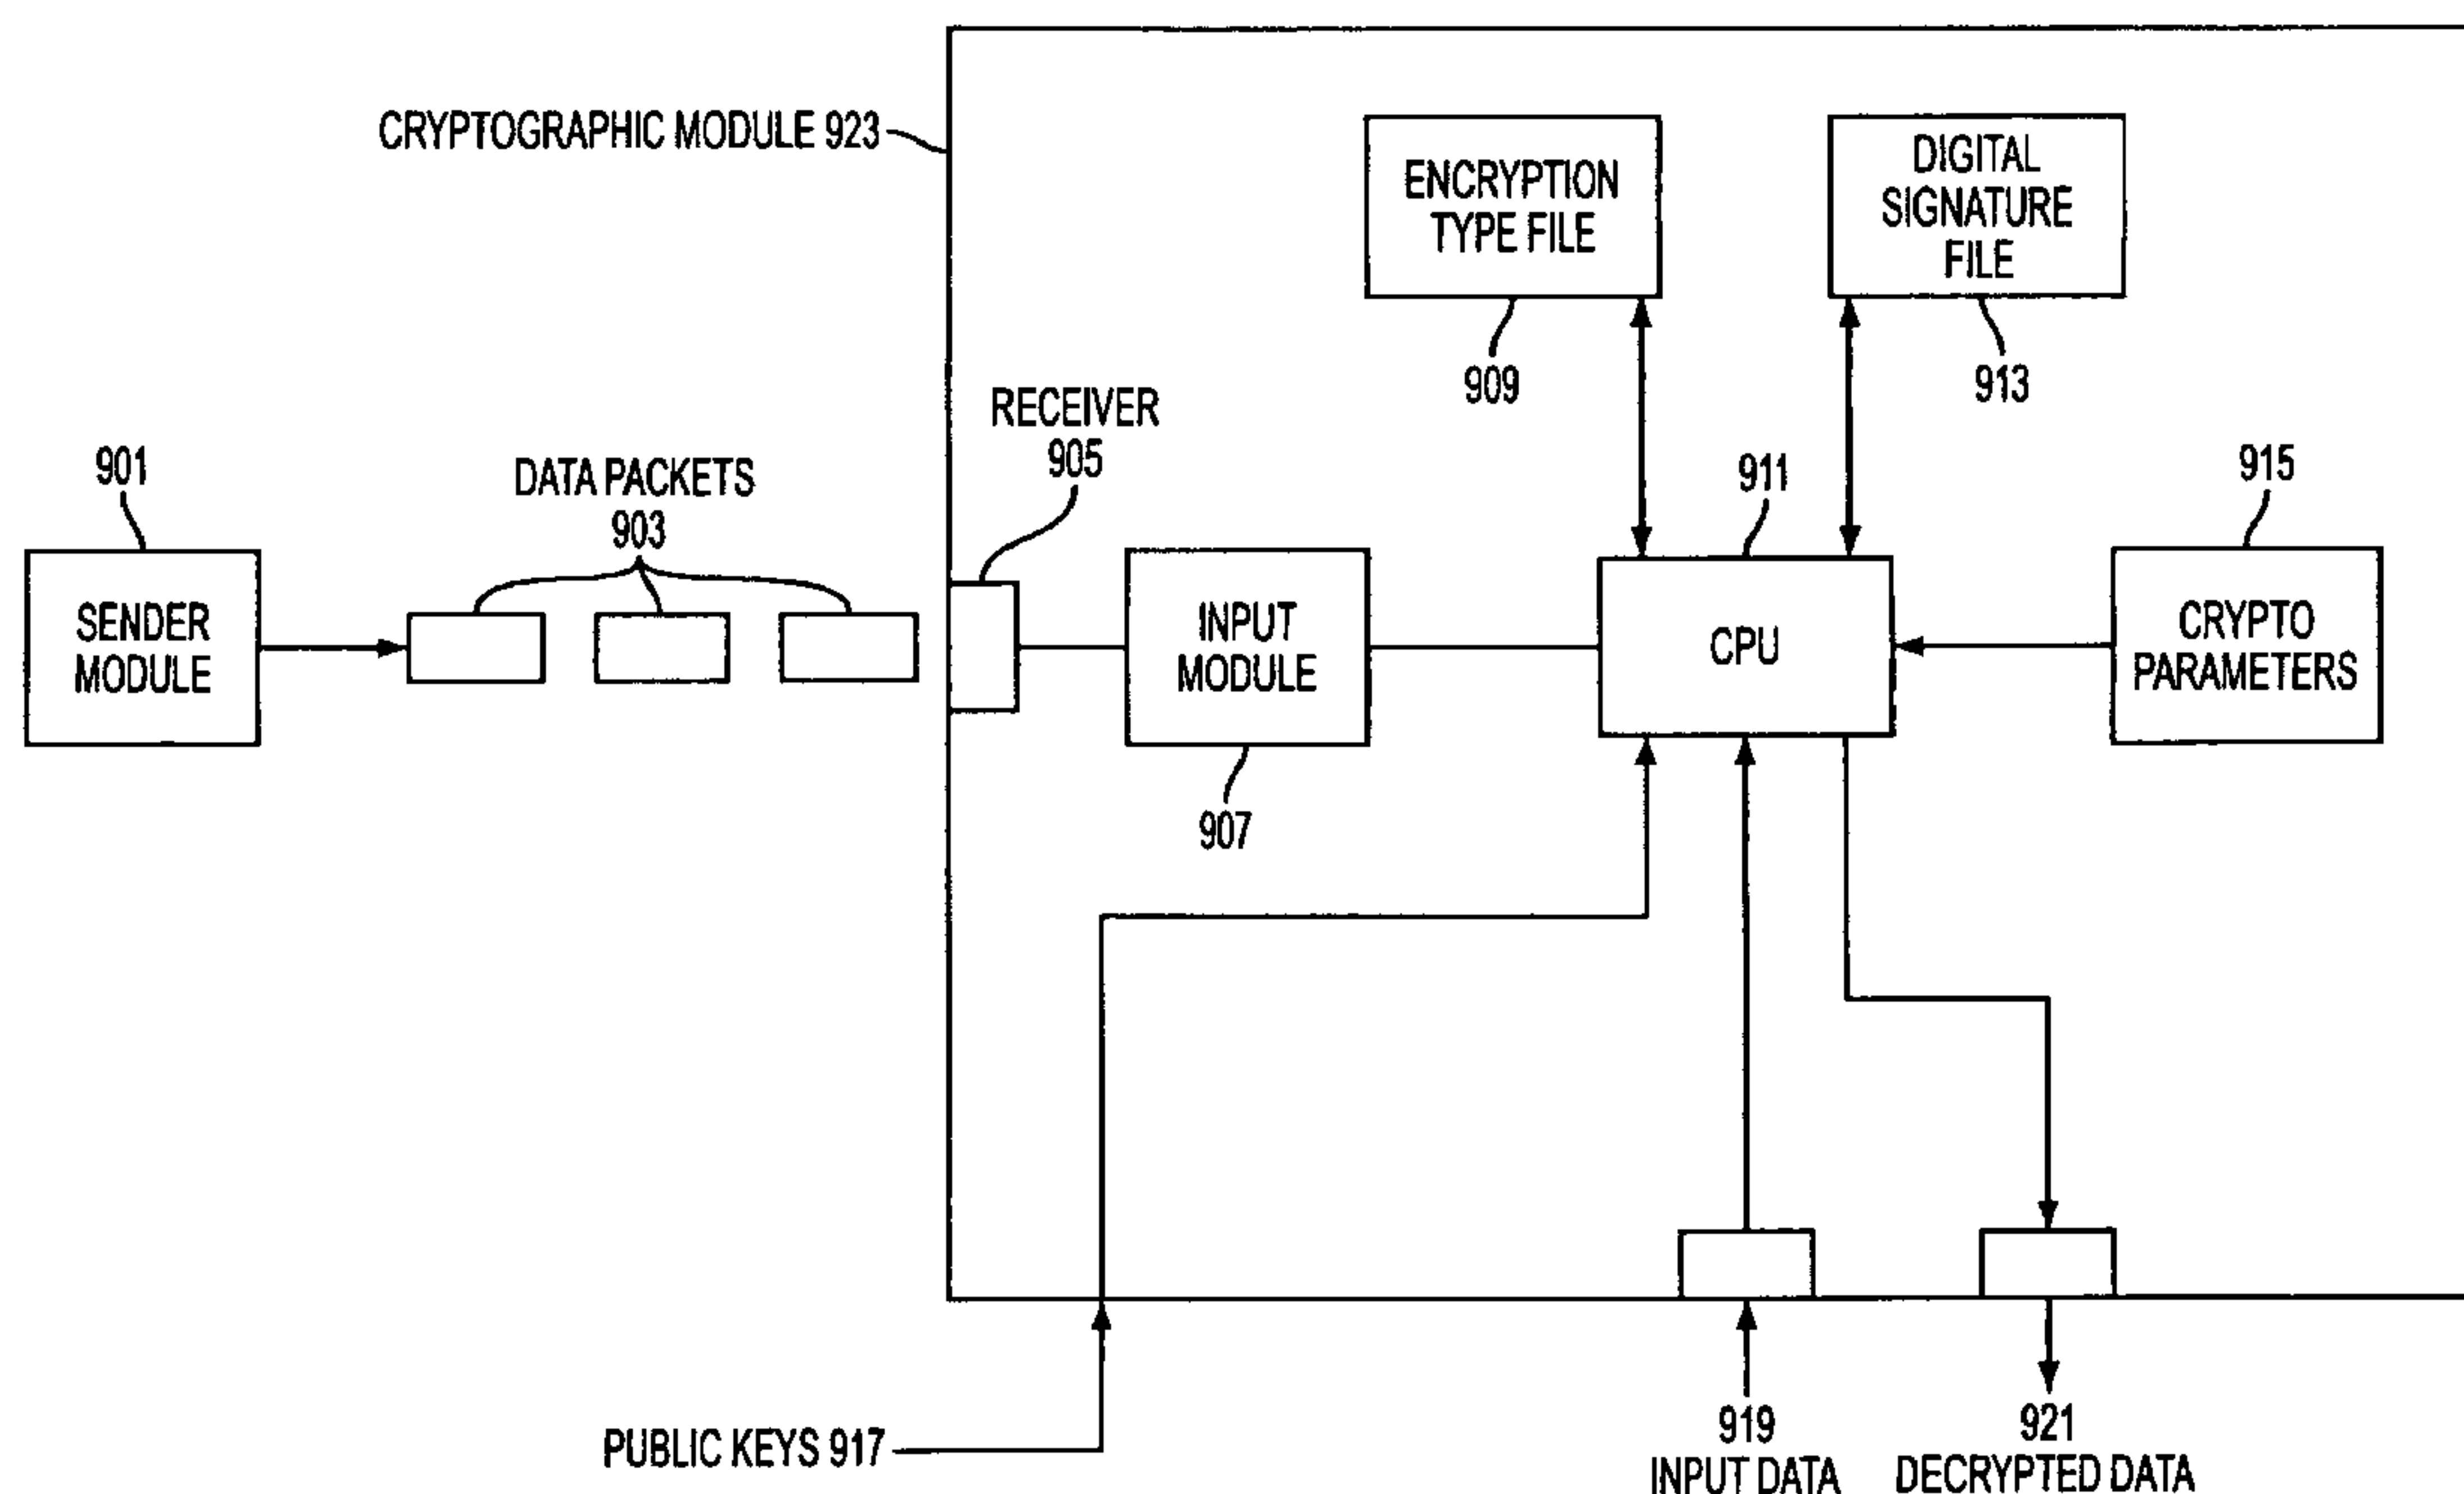 CRYPTOGRAPHIC MODULE 923
ENCRYPTION
TYPE FILE
909
DIGITAL
SIGNATURE
FILE
913
RECEIVER
905
901
DATA PACKETS
903
911
915
SENDER
MODULE
INPUT
MODULE
907
CPU
CRYPTO
PARAMETERS
PUBLIC KEYS 917
919
INPUT DATA
921
DECRYPTED DATA